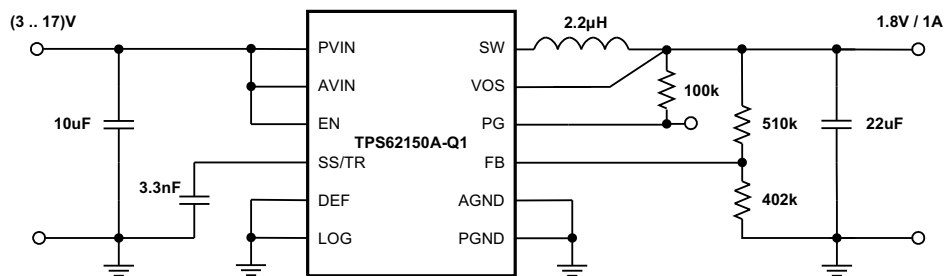 (3 .. 17)V
2.2µH
1.8V / 1A
PVIN
SW
AVIN
VOS
100k
10uF
EN
PG
510k
22uF
TPS62150A-Q1
SS/TR
FB
3.3nF
DEF
AGND
402k
LOG
PGND